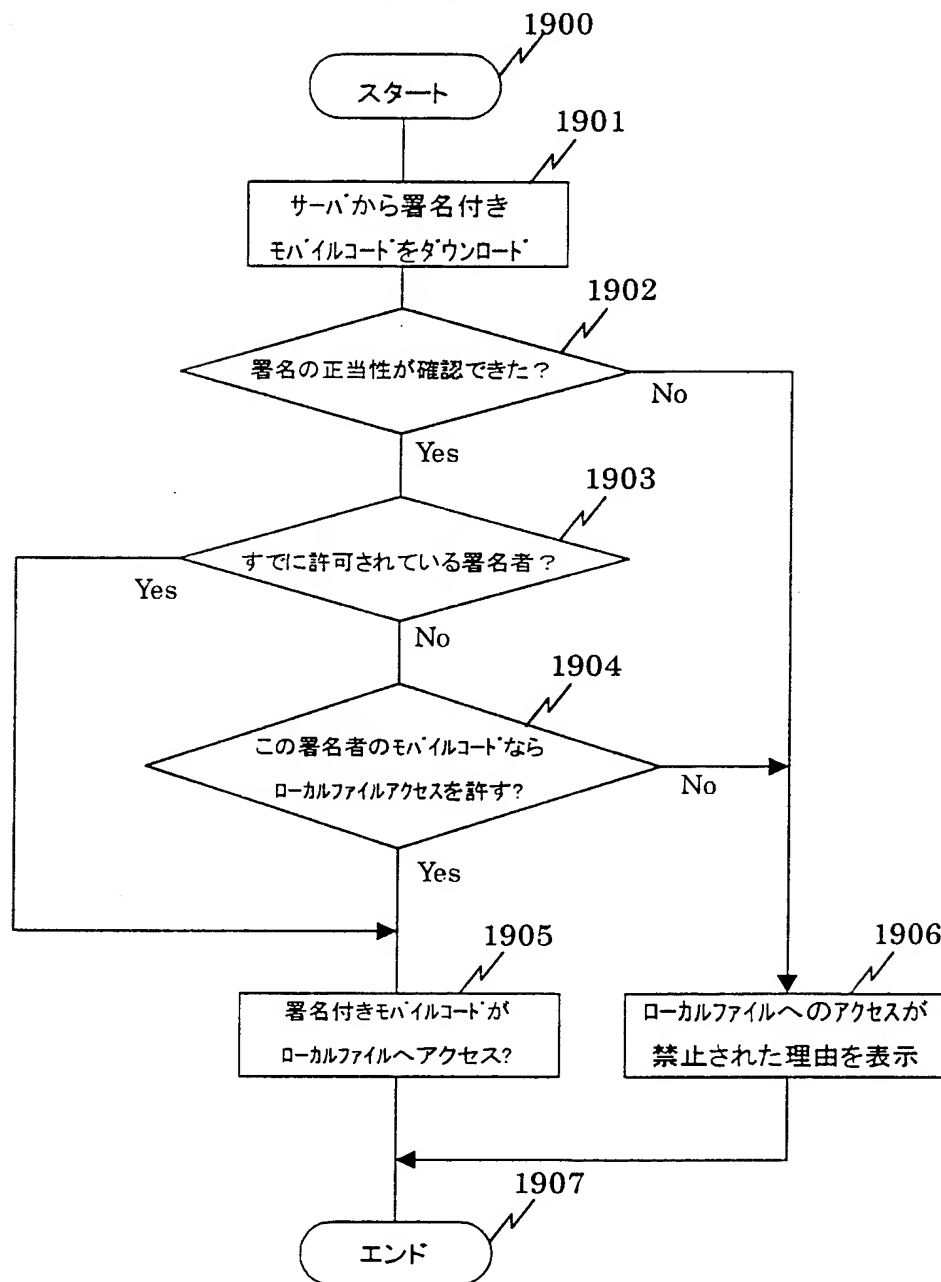 1900
スタート
1901
サーバから署名付き
モバイルコードをダウンロード
1902
署名の正当性が確認できた?
No
Yes
1903
すでに許可されている署名者?
Yes
No
1904
この署名者のモバイルコードなら
ローカルファイルアクセスを許す?
No
Yes
1905
1906
署名付きモバイルコードが
ローカルファイルへアクセス?
ローカルファイルへのアクセスが
禁止された理由を表示
1907
エンド